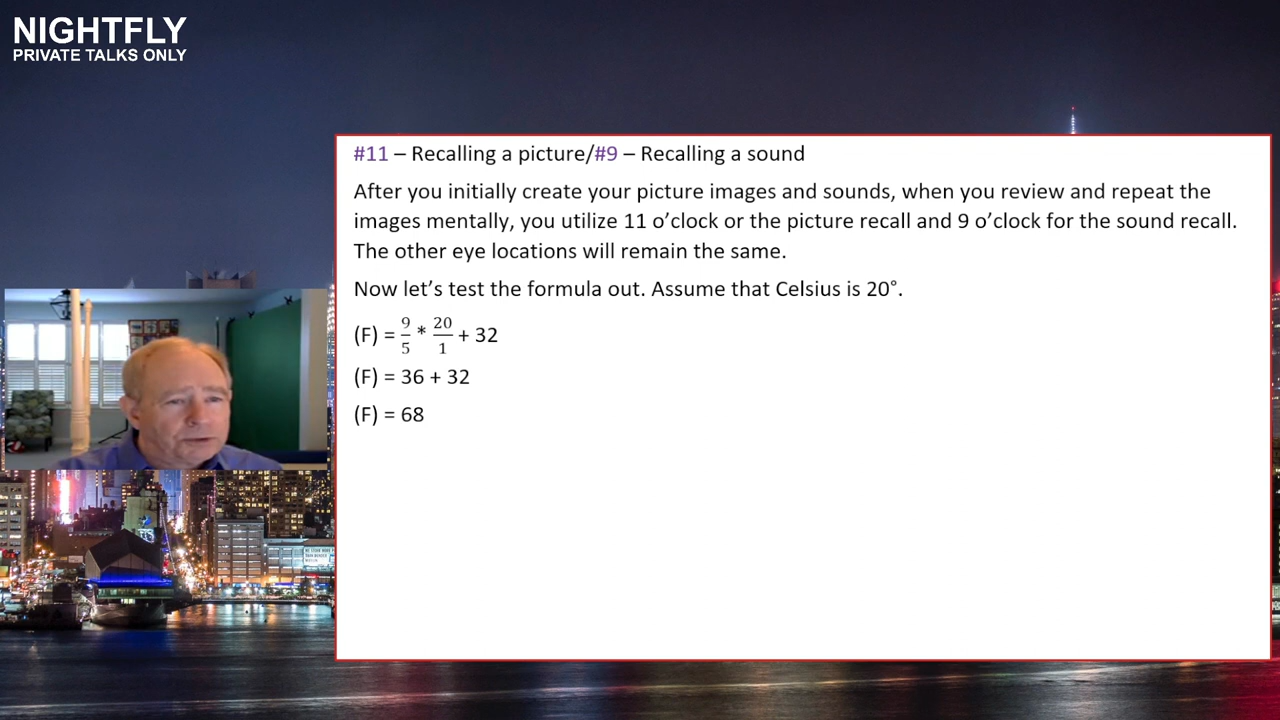 NIGHTFLY
PRIVATE TALKS ONLY
#11 – Recalling a picture/#9 – Recalling a sound
After you initially create your picture images and sounds, when you review and repeat the
images mentally, you utilize 11 o’clock or the picture recall and 9 o’clock for the sound recall.
The other eye locations will remain the same.
Now let’s test the formula out. Assume that Celsius is 20°.
(F) = 9/5 * 20/1 + 32
(F) = 36 + 32
(F) = 68